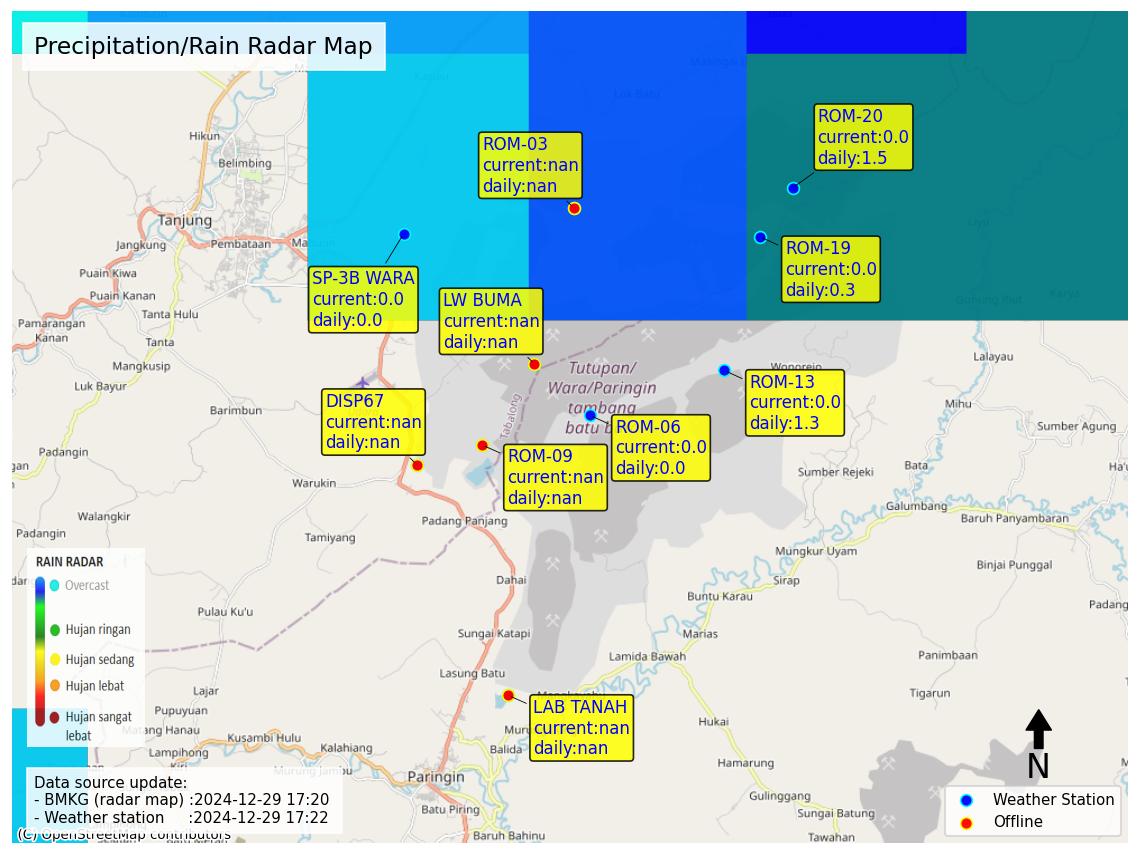 Precipitation/Rain Radar Map
ROM-20
current:0.0
daily:1.5
ROM-03
current:nan
daily:nan
Hikun
Belimbing
Tanjung
Jangkung
Pembataan
ROM-19
current:0.0
daily:0.3
SP-3B WARA
current:0.0
daily:0.0
Puain Kiwa
Puain Kanan
LW BUMA
current:nan
daily:nan
Tanta Hulu
Pamarangan
Kanan
Tanta
Mangkusip
Luk Bayur
Lalayau
Wonorejo
Tutupan/
Wara/Paringin
tambang
ROM-13
current:0.0
daily:1.3
DISP67
current:nan
daily:nan
Barimbun
Tabalong
ROM-06
current:0.0
daily:0.0
Mihu
Sumber Agung
Padangin
ROM-09
current:nan
daily:nan
Bata
Sumber Rejeki
Warukin
Galumbang
Baruh Panyambaran
Walangkir
Padang Panjang
Padangin
Tamiyang
Mungkur Uyam
Binjai Punggal
Dahai
Sirap
Buntu Karau
RAIN RADAR
Overcast
Hujan ringan
Hujan sedang
Hujan lebat
Hujan sangat
lebat
Pulau Ku'u
Sungai Katapi
Marias
Lamida Bawah
Panimbaan
Lasung Batu
Lajar
Tigarun
Pupuyuan
LAB TANAH
current:nan
daily:nan
Matang Hanau
Kusambi Hulu
Kalahiang
Lampihong
Murung Jambu
Balida
Hukai
Hamarung
Paringin
Batu Piring
Baruh Bahinu
Gulinggang
Sungai Batung
Tawahan
N
Data source update:
- BMKG (radar map) :2024-12-29 17:20
- Weather station :2024-12-29 17:22
(C) OpenStreetMap contributors
Weather Station
Offline